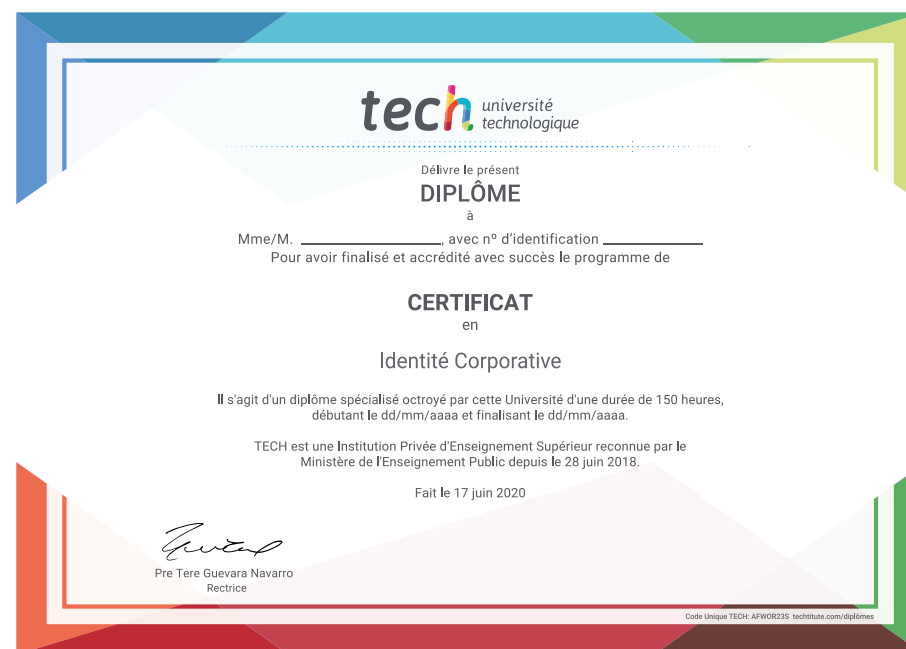 tech université
technologique
Délivre le présent
DIPLÔME
à
Mme/M. ____________________, avec nº d'identification ______________
Pour avoir finalisé et accrédité avec succès le programme de
CERTIFICAT
en
Identité Corporative
Il s'agit d'un diplôme spécialisé octroyé par cette Université d'une durée de 150 heures,
débutant le dd/mm/aaaa et finalisant le dd/mm/aaaa.
TECH est une Institution Privée d'Enseignement Supérieur reconnue par le
Ministère de l'Enseignement Public depuis le 28 juin 2018.
Fait le 17 juin 2020
Pre Tere Guevara Navarro
Rectrice
Code Unique TECH: AFWOR23S techtitute.com/diplômes